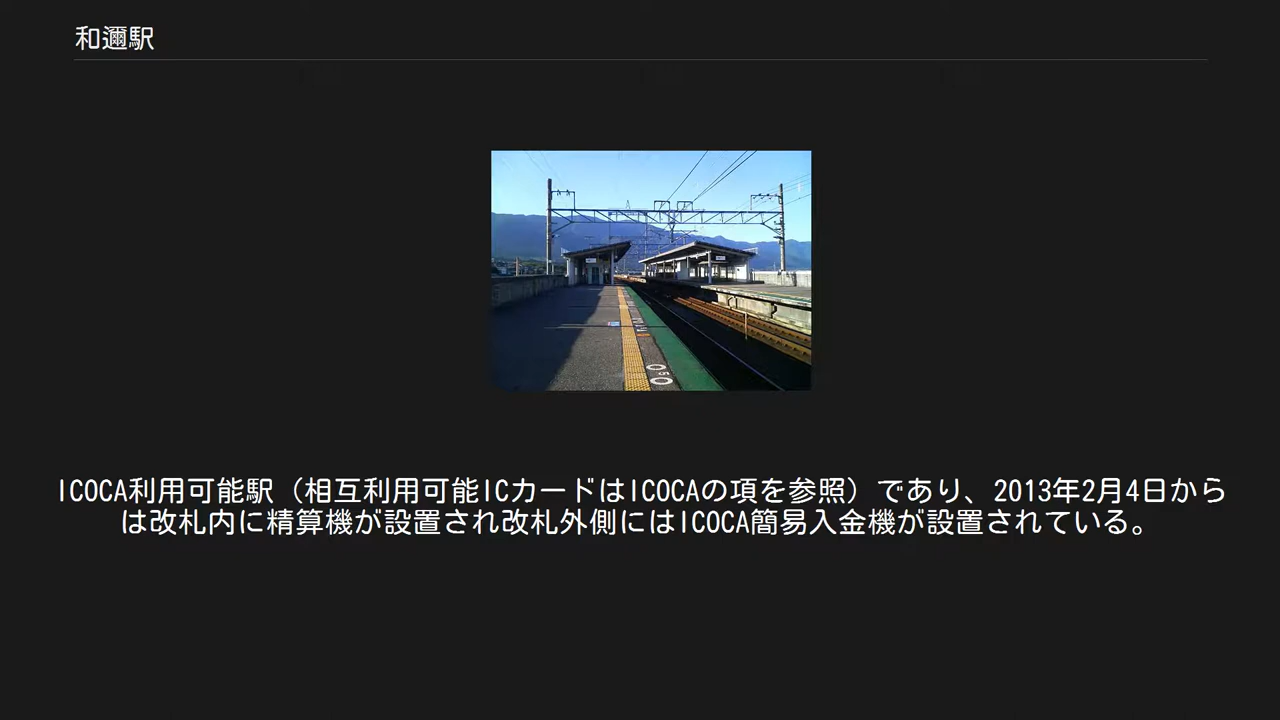 和邇駅
ICOCA利用可能駅（相互利用可能ICカードはICOCAの項を参照）であり、2013年2月4日から
は改札内に精算機が設置され改札外側にはICOCA簡易入金機が設置されている。